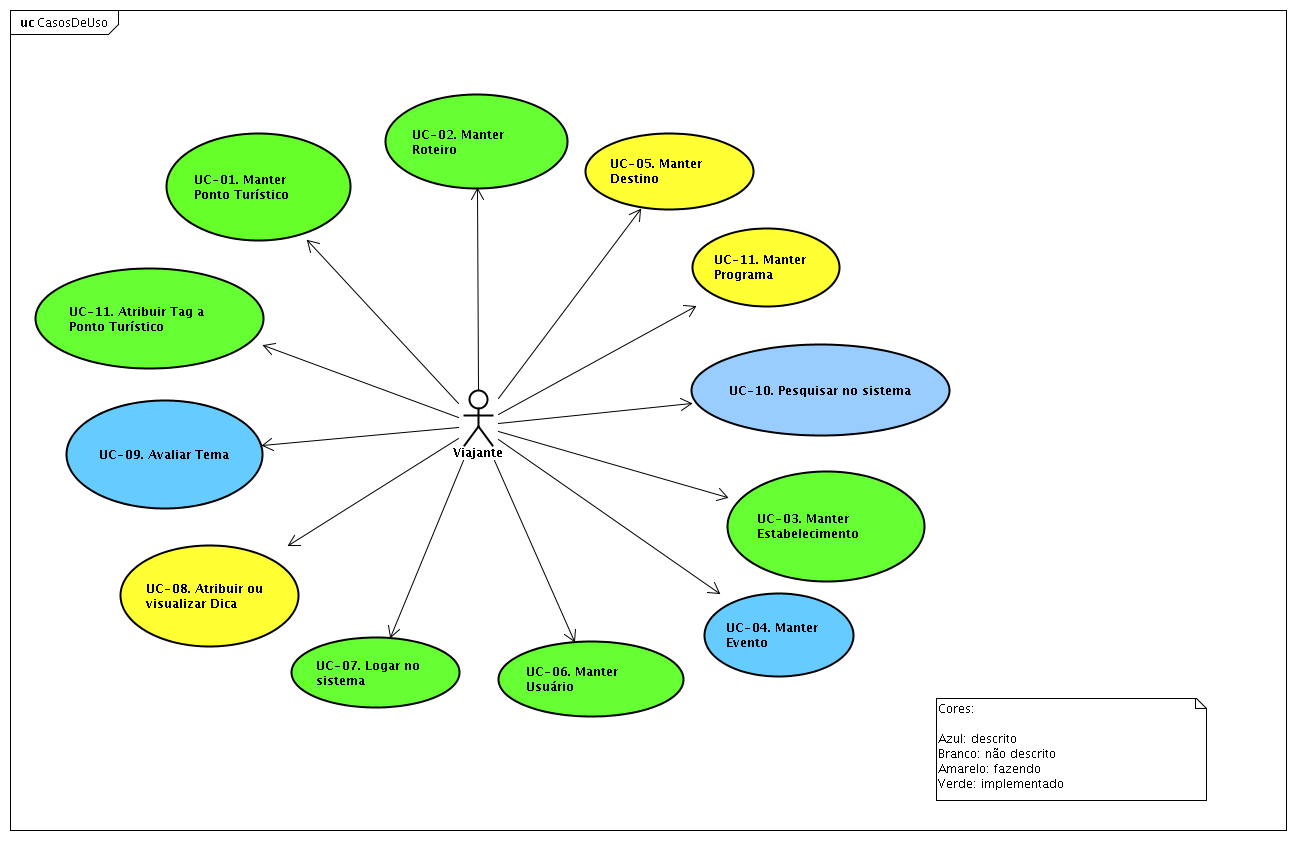 uc CasosDeUso
UC-02. Manter
Roteiro
UC-05. Manter
Destino
UC-01. Manter
Ponto Turístico
UC-11. Manter
Programa
UC-11. Atribuir Tag a
Ponto Turístico
UC-10. Pesquisar no sistema
UC-09. Avaliar Tema
Viajante
UC-03. Manter
Estabelecimento
UC-08. Atribuir ou
visualizar Dica
UC-04. Manter
Evento
UC-07. Logar no
sistema
UC-06. Manter
Usuário
Cores:
Azul: descrito
Branco: não descrito
Amarelo: fazendo
Verde: implementado